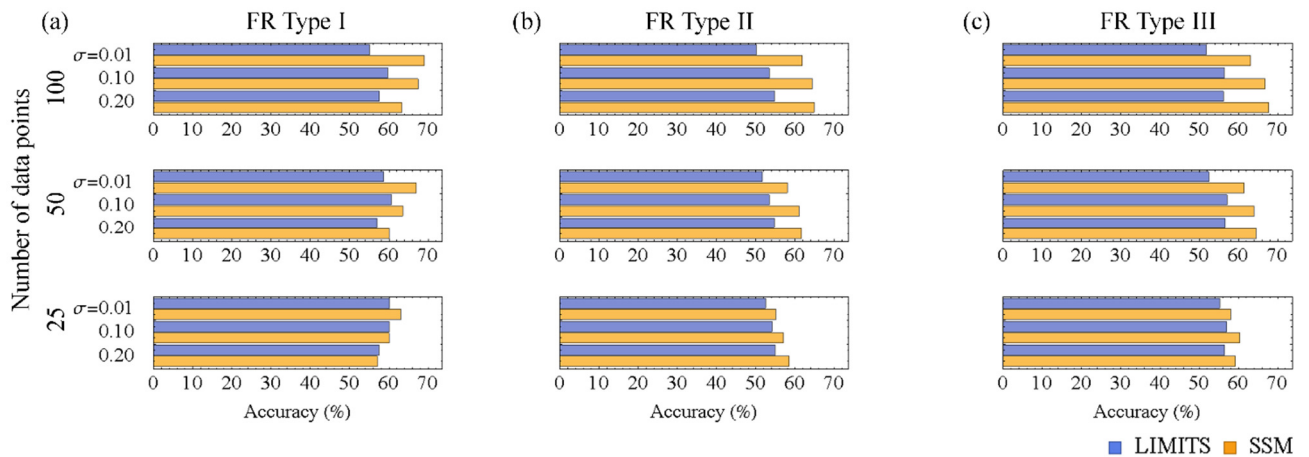 (a) FR Type I (b) FR Type II (c) FR Type III
Number of data points
100
σ=0.01
0.10
0.20
0 10 20 30 40 50 60 70 0 10 20 30 40 50 60 70 0 10 20 30 40 50 60 70
50
σ=0.01
0.10
0.20
0 10 20 30 40 50 60 70 0 10 20 30 40 50 60 70 0 10 20 30 40 50 60 70
25
σ=0.01
0.10
0.20
0 10 20 30 40 50 60 70 0 10 20 30 40 50 60 70 0 10 20 30 40 50 60 70
Accuracy (%) Accuracy (%) Accuracy (%)
LIMITS SSM